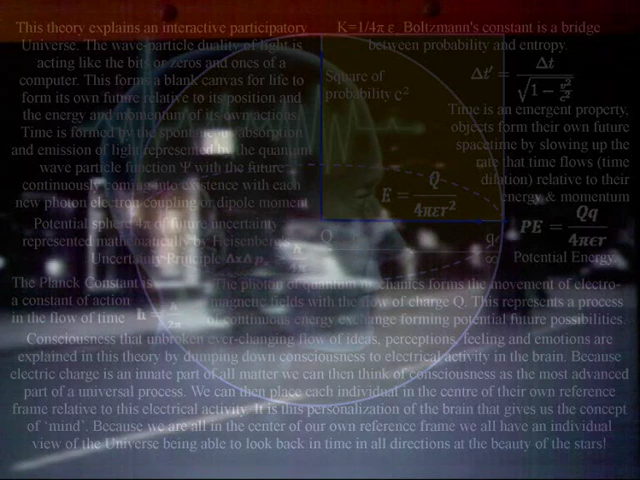 This theory explains an interactive participatory
Universe. The wave particle duality of light is
acting like the bits or zeros and ones of a
computer. This forms a blank canvas for life to
form its own future relative to its position and
the energy and momentum of its own actions.
Time is formed by the spontaneous absorption
and emission of light represented by the quantum
wave particle function Ψ with the future
continuously coming into existence with each
new photon electron coupling or dipole moment
Potential sphere 4π of future uncertainty
represented mathematically by Heisenberg's
Uncertainty Principle ΔxΔp
The Planck Constant is
a constant of action
in the flow of time ħ = h/2π
K=1/4π ε. Boltzmann's constant is a bridge
between probability and entropy.
Square of
probability c²
Δt' = Δt / √(1 − v²/c²)
Time is an emergent property,
objects form their own future
spacetime by slowing up the
rate that time flows (time
dilation) relative to their
energy & momentum
E = Q / 4πεr²
PE = Qq / 4πεr
Potential Energy.
Q
The photon of quantum mechanics forms the movement of electro-
magnetic fields with the flow of charge Q. This represents a process
of continuous energy exchange forming potential future possibilities.
Consciousness that unbroken ever-changing flow of ideas, perceptions, feeling and emotions are
explained in this theory by dumping down consciousness to electrical activity in the brain. Because
electric charge is an innate part of all matter we can then think of consciousness as the most advanced
part of a universal process. We can then place each individual in the centre of their own reference
frame relative to this electrical activity. It is this personalization of the brain that gives us the concept
of 'mind'. Because we are all in the center of our own reference frame we all have an individual
view of the Universe being able to look back in time in all directions at the beauty of the stars!